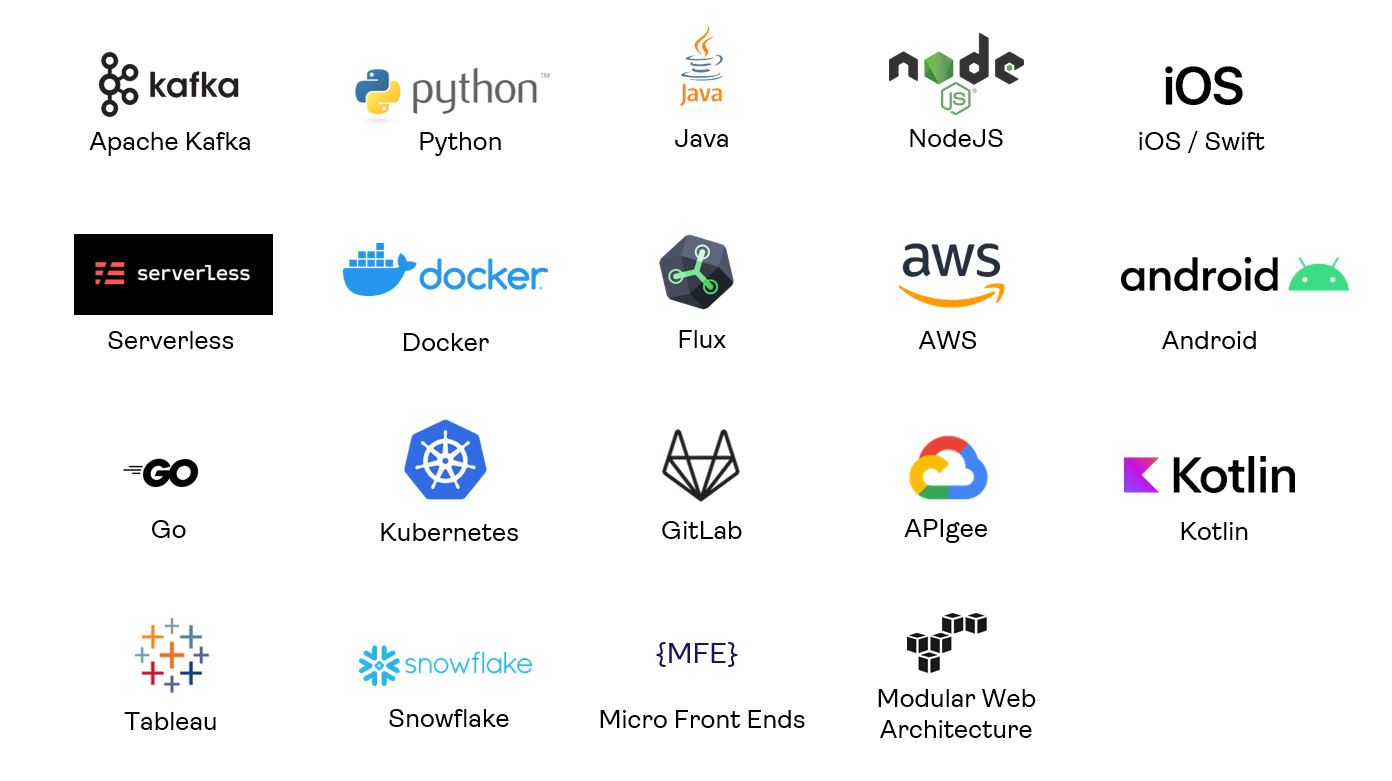 kafka
Apache Kafka
python™
Python
Java
Java
node
JS®
NodeJS
iOS
iOS / Swift
serverless
Serverless
docker
Docker
Flux
aws
AWS
android
Android
GO
Go
Kubernetes
GitLab
APIgee
Kotlin
Kotlin
Tableau
snowflake
Snowflake
{MFE}
Micro Front Ends
Modular Web
Architecture